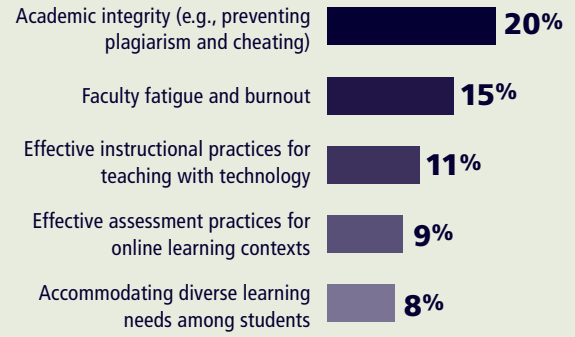 Academic integrity (e.g., preventing
plagiarism and cheating)
20%
Faculty fatigue and burnout
15%
Effective instructional practices for
teaching with technology
11%
Effective assessment practices for
online learning contexts
9%
Accommodating diverse learning
needs among students
8%